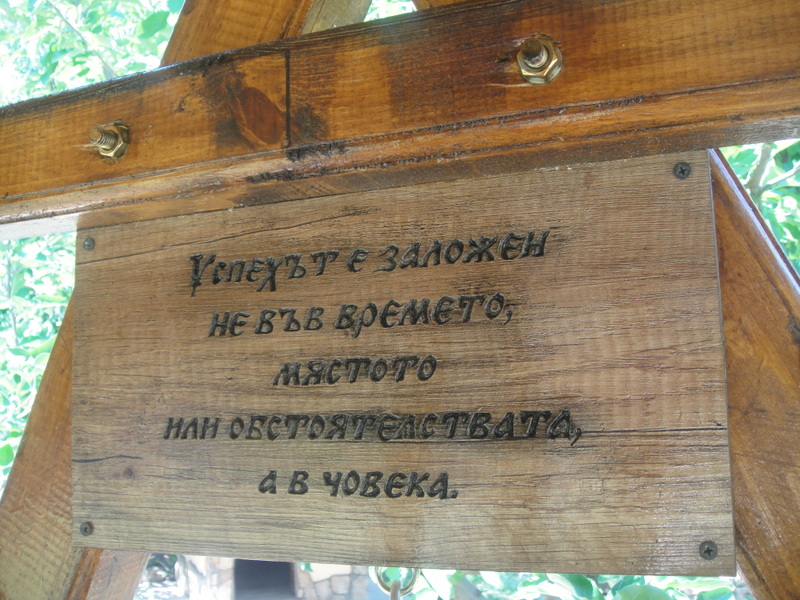 Успехът е заложен
не във времето,
мястото
или обстоятелствата,
а в човека.